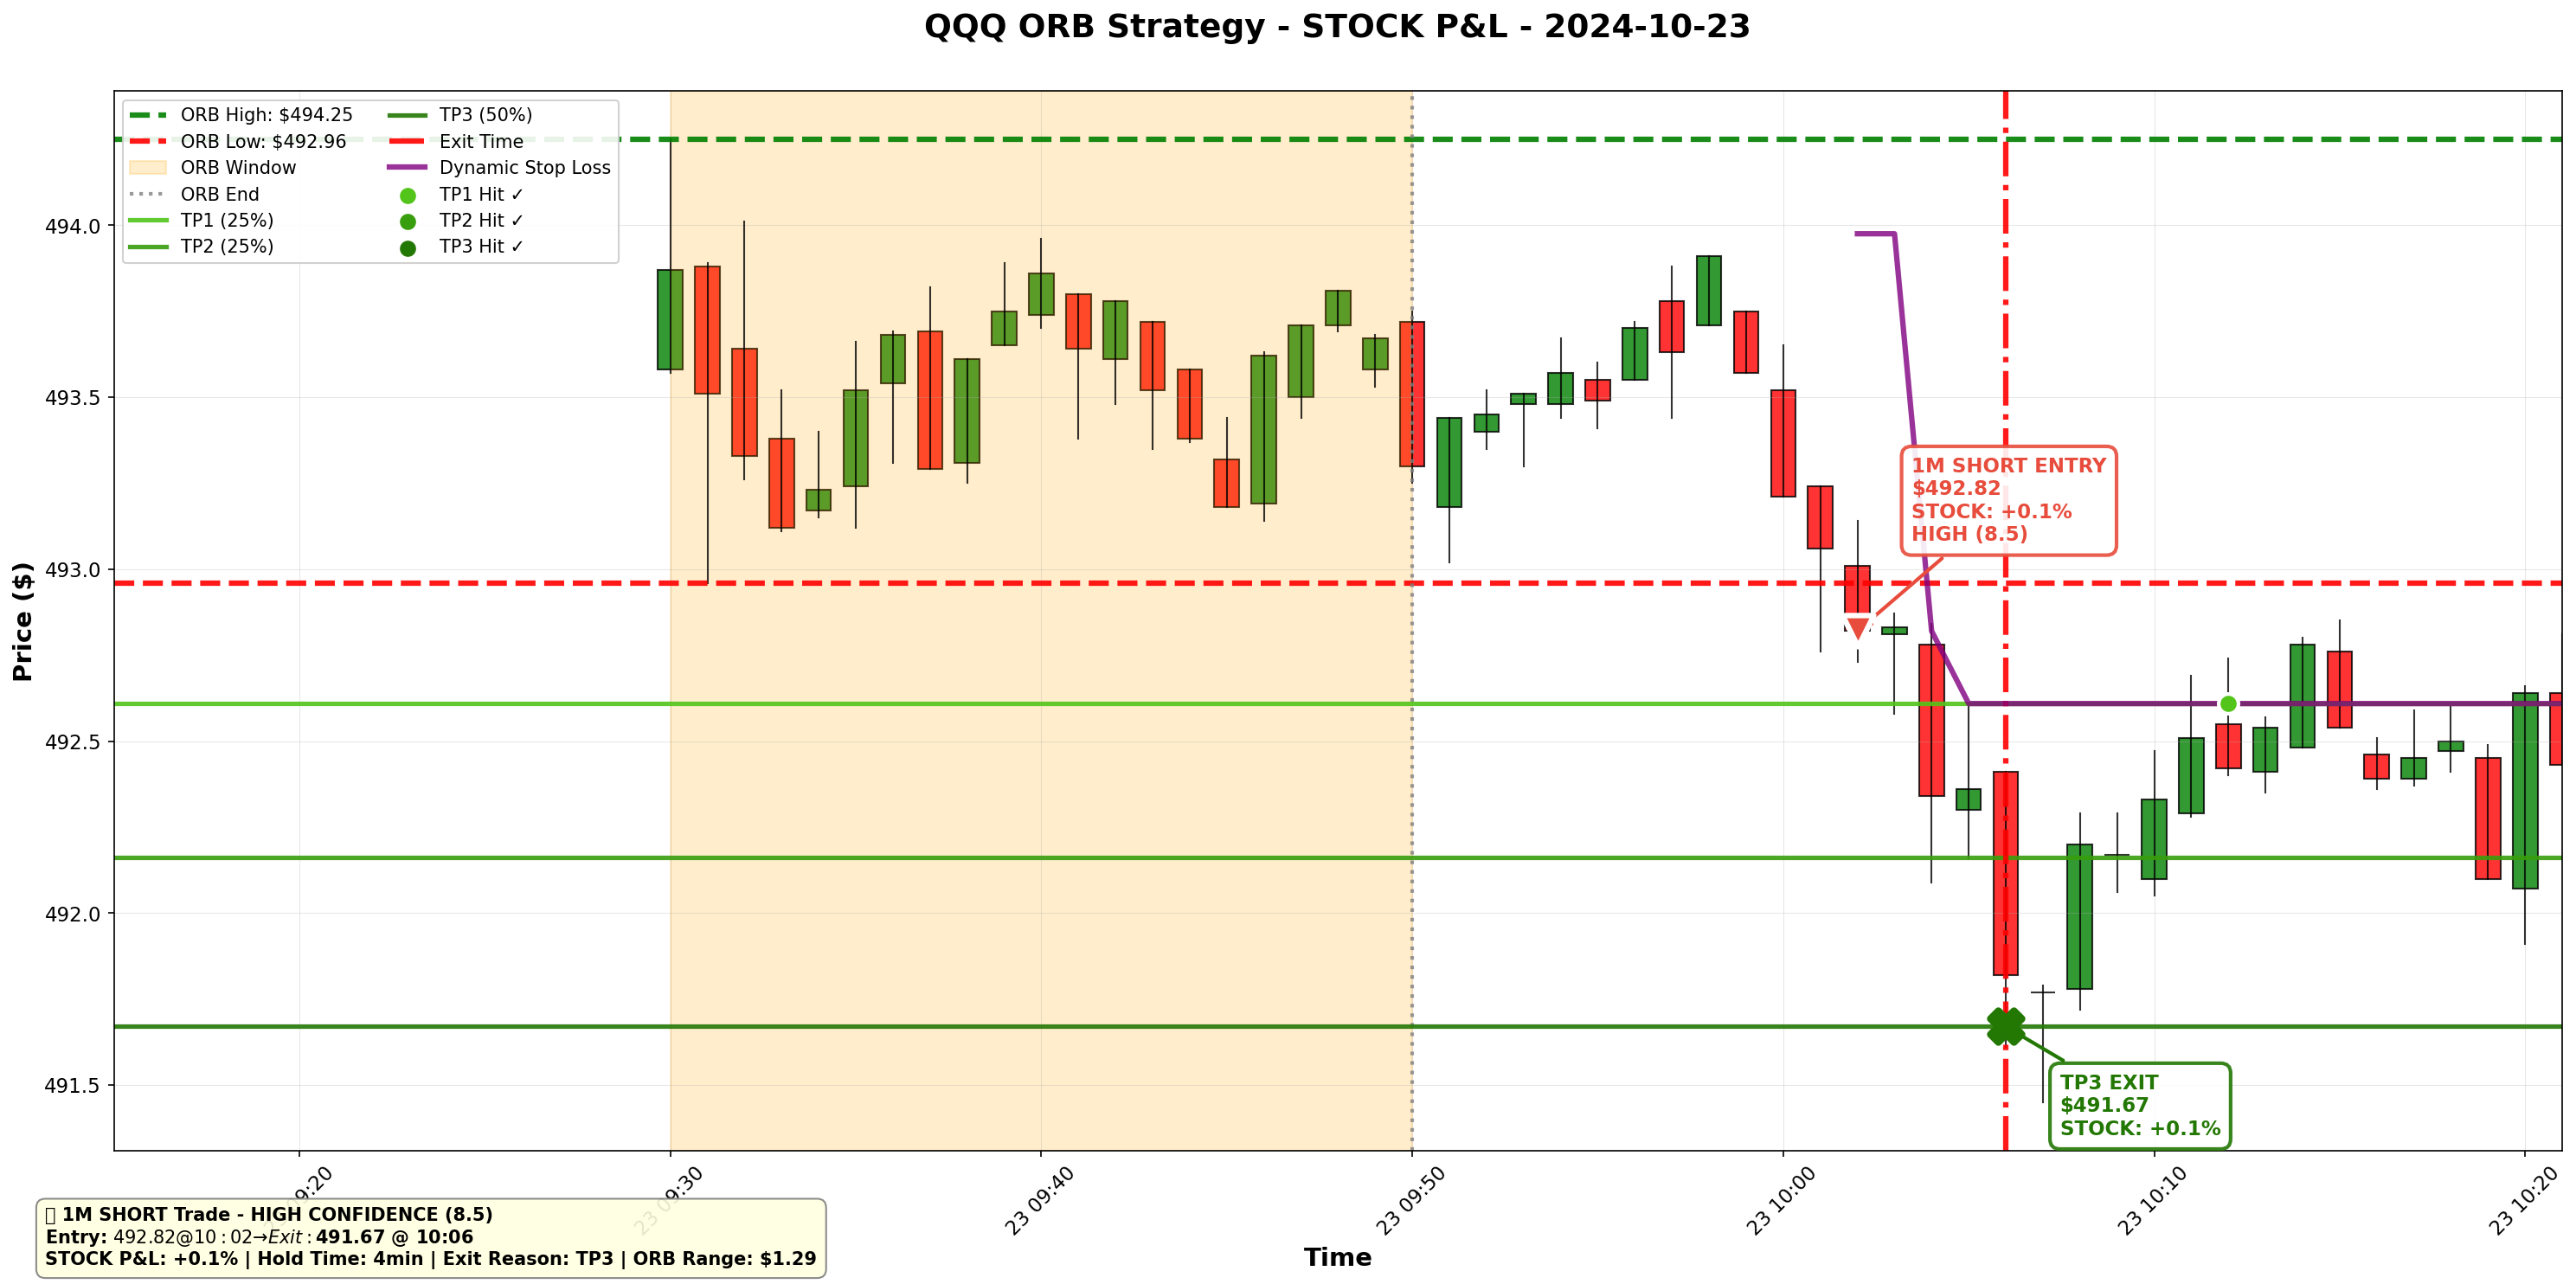 QQQ ORB Strategy - STOCK P&L - 2024-10-23
ORB High: $494.25
ORB Low: $492.96
ORB Window
ORB End
TP1 (25%)
TP2 (25%)
TP3 (50%)
Exit Time
Dynamic Stop Loss
TP1 Hit ✓
TP2 Hit ✓
TP3 Hit ✓
Price ($)
494.0
493.5
493.0
492.5
492.0
491.5
1M SHORT ENTRY
$492.82
STOCK: +0.1%
HIGH (8.5)
TP3 EXIT
$491.67
STOCK: +0.1%
23 09:30
23 09:40
23 09:50
23 10:00
23 10:10
23 10:20
Time
1M SHORT Trade - HIGH CONFIDENCE (8.5)
Entry: 492.82@10:02→Exit:491.67 @ 10:06
STOCK P&L: +0.1% | Hold Time: 4min | Exit Reason: TP3 | ORB Range: $1.29